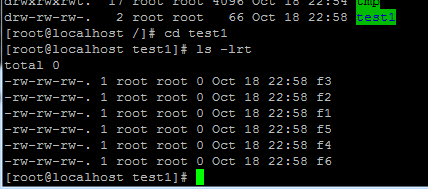 drwxrwxrwt. 17 root root 4096 Oct 18 22:54 tmp
drw-rw-rw-. 2 root root 66 Oct 18 22:58 test1
[root@localhost /]# cd test1
[root@localhost test1]# ls -lrt
total 0
-rw-rw-rw-. 1 root root 0 Oct 18 22:58 f3
-rw-rw-rw-. 1 root root 0 Oct 18 22:58 f2
-rw-rw-rw-. 1 root root 0 Oct 18 22:58 f1
-rw-rw-rw-. 1 root root 0 Oct 18 22:58 f5
-rw-rw-rw-. 1 root root 0 Oct 18 22:58 f4
-rw-rw-rw-. 1 root root 0 Oct 18 22:58 f6
[root@localhost test1]#